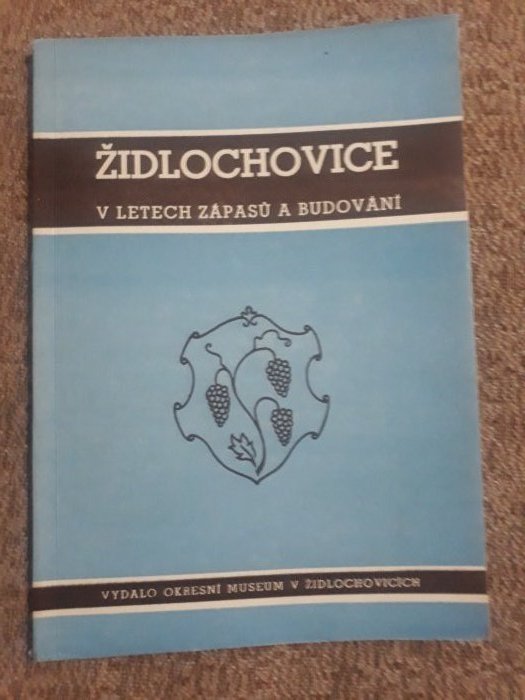 ŽIDLOCHOVICE
V LETECH ZÁPASŮ A BUDOVÁNÍ
VYDALO OKRESNÍ MUSEUM V ŽIDLOCHOVICÍCH